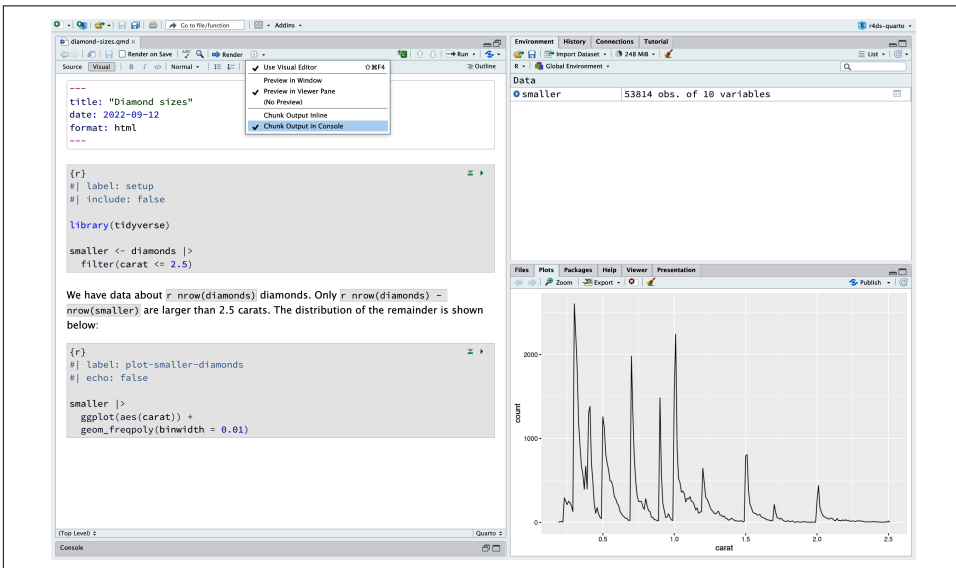 Go to file/function
Addins
r4ds-quarto
diamond-sizes.qmd
Render on Save
ABC
Render
Run
Source Visual B I </> Normal
Outline
Use Visual Editor ⇧⌘F4
Preview in Window
Preview in Viewer Pane
(No Preview)
Chunk Output Inline
Chunk Output in Console
---
title: "Diamond sizes"
date: 2022-09-12
format: html
---
{r}
#| label: setup
#| include: false
library(tidyverse)
smaller <- diamonds |>
filter(carat <= 2.5)
We have data about r nrow(diamonds) diamonds. Only r nrow(diamonds) -
nrow(smaller) are larger than 2.5 carats. The distribution of the remainder is shown
below:
{r}
#| label: plot-smaller-diamonds
#| echo: false
smaller |>
ggplot(aes(carat)) +
geom_freqpoly(binwidth = 0.01)
(Top Level) Quarto
Console
Environment History Connections Tutorial
Import Dataset 248 MiB List
R Global Environment
Data
smaller 53814 obs. of 10 variables
Files Plots Packages Help Viewer Presentation
Zoom Export Publish
2000
1000
0
count
0.5 1.0 1.5 2.0 2.5
carat